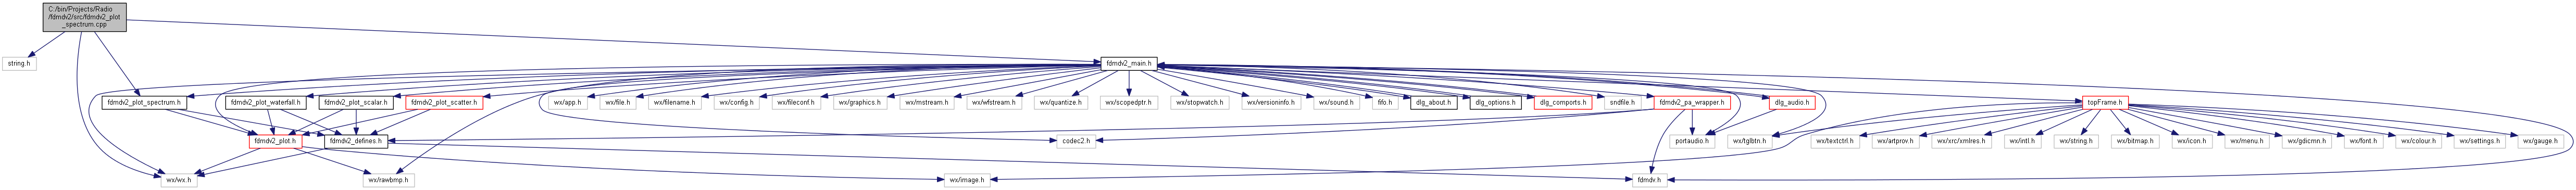 C:/bin/Projects/Radio
/fdmdv2/src/fdmdv2_plot
_spectrum.cpp
string.h
fdmdv2_main.h
fdmdv2_plot_spectrum.h
fdmdv2_plot_waterfall.h
fdmdv2_plot_scalar.h
fdmdv2_plot_scatter.h
wx/app.h
wx/file.h
wx/filename.h
wx/config.h
wx/fileconf.h
wx/graphics.h
wx/mstream.h
wx/wfstream.h
wx/quantize.h
wx/scopedptr.h
wx/stopwatch.h
wx/versioninfo.h
wx/sound.h
fifo.h
dlg_about.h
dlg_options.h
dlg_comports.h
sndfile.h
fdmdv2_pa_wrapper.h
dlg_audio.h
topFrame.h
fdmdv2_plot.h
fdmdv2_defines.h
codec2.h
portaudio.h
wx/tglbtn.h
wx/textctrl.h
wx/artprov.h
wx/xrc/xmlres.h
wx/intl.h
wx/string.h
wx/bitmap.h
wx/icon.h
wx/menu.h
wx/gdicmn.h
wx/font.h
wx/colour.h
wx/settings.h
wx/gauge.h
wx/wx.h
wx/rawbmp.h
wx/image.h
fdmdv.h